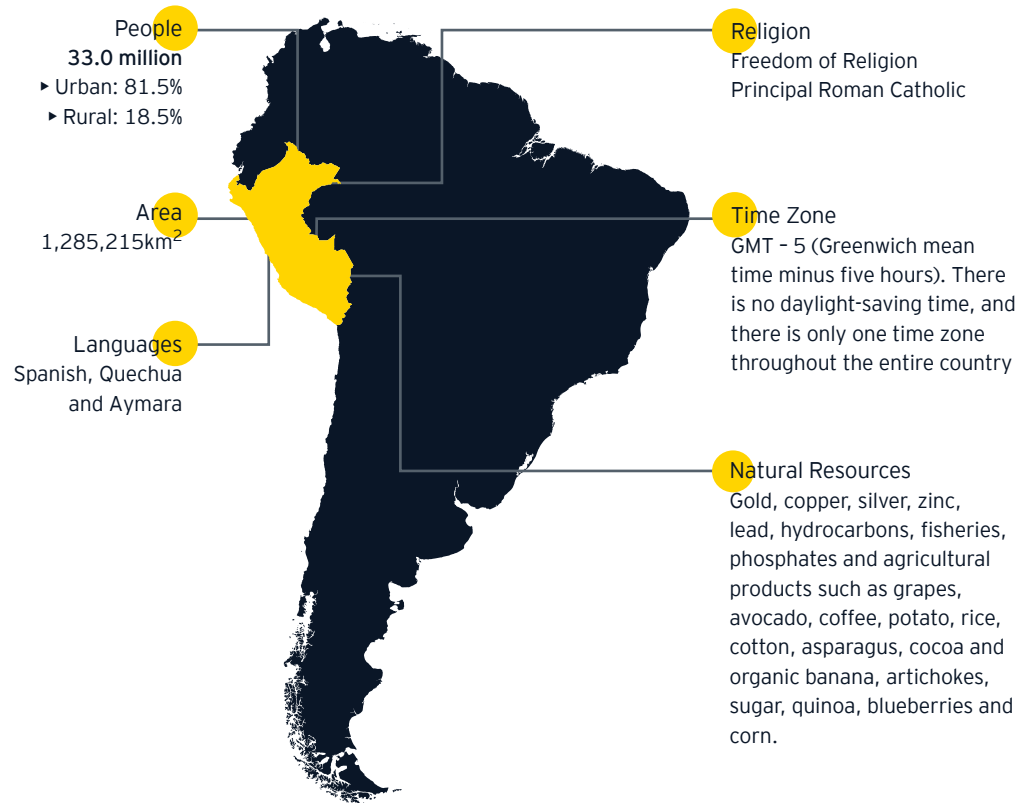 People
33.0 million
▸ Urban: 81.5%
▸ Rural: 18.5%
Area
1,285,215km²
Languages
Spanish, Quechua
and Aymara
Religion
Freedom of Religion
Principal Roman Catholic
Time Zone
GMT – 5 (Greenwich mean
time minus five hours). There
is no daylight-saving time, and
there is only one time zone
throughout the entire country
Natural Resources
Gold, copper, silver, zinc,
lead, hydrocarbons, fisheries,
phosphates and agricultural
products such as grapes,
avocado, coffee, potato, rice,
cotton, asparagus, cocoa and
organic banana, artichokes,
sugar, quinoa, blueberries and
corn.